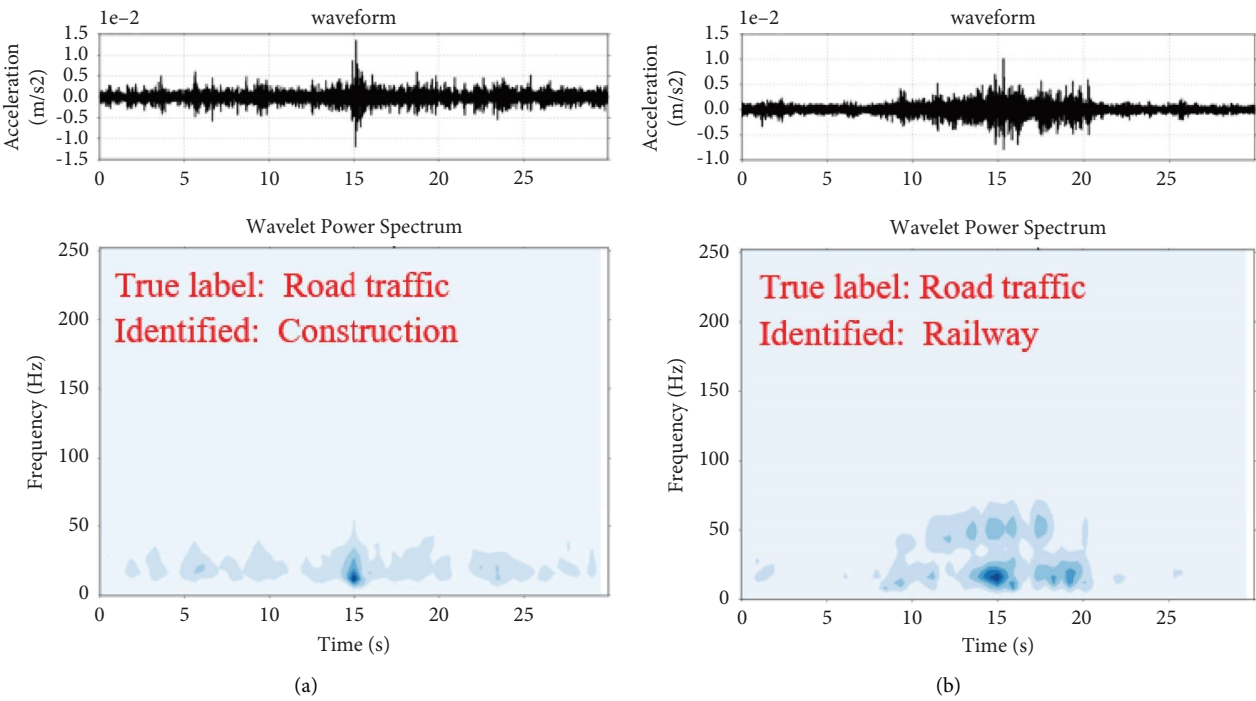 1e–2
waveform
1.5
1.0
0.5
0.0
-0.5
-1.0
-1.5
Acceleration
(m/s2)
0 5 10 15 20 25
Wavelet Power Spectrum
250
200
150
100
50
0
Frequency (Hz)
True label: Road traffic
Identified: Construction
0 5 10 15 20 25
Time (s)
(a)
1e–2
waveform
1.5
1.0
0.5
0.0
-0.5
-1.0
Acceleration
(m/s2)
0 5 10 15 20 25
Wavelet Power Spectrum
250
200
150
100
50
0
Frequency (Hz)
True label: Road traffic
Identified: Railway
0 5 10 15 20 25
Time (s)
(b)